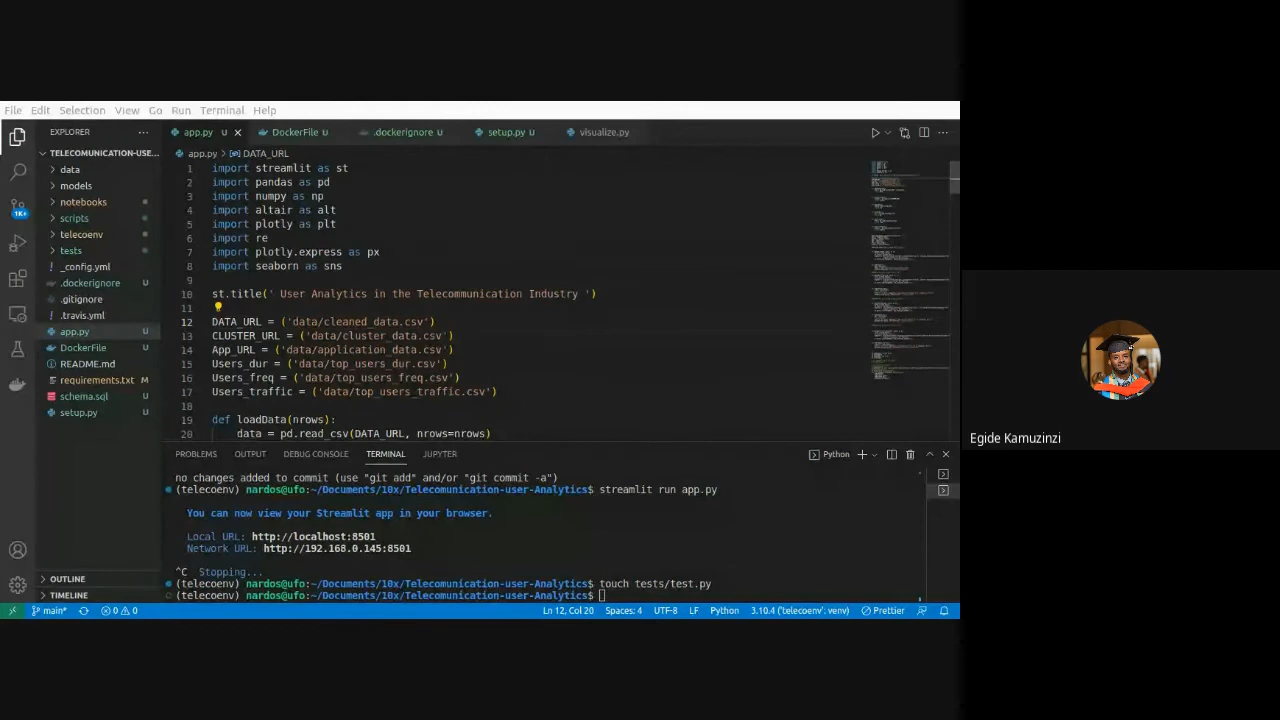 File Edit Selection View Go Run Terminal Help
EXPLORER
TELECOMMUNICATION-USE...
data
models
notebooks
scripts
telecoenv
tests
_config.yml
.dockerignore U
.gitignore
.travis.yml
app.py U
DockerFile U
README.md
requirements.txt M
schema.sql U
setup.py U
OUTLINE
TIMELINE
1K+
app.py U DockerFile U .dockerignore U setup.py U visualize.py
app.py > DATA_URL
1 import streamlit as st
2 import pandas as pd
3 import numpy as np
4 import altair as alt
5 import plotly as plt
6 import re
7 import plotly.express as px
8 import seaborn as sns
9
10 st.title(' User Analytics in the Telecommunication Industry ')
11
12 DATA_URL = ('data/cleaned_data.csv')
13 CLUSTER_URL = ('data/cluster_data.csv')
14 App_URL = ('data/application_data.csv')
15 Users_dur = ('data/top_users_dur.csv')
16 Users_freq = ('data/top_users_freq.csv')
17 Users_traffic = ('data/top_users_traffic.csv')
18
19 def loadData(nrows):
20 data = pd.read_csv(DATA_URL, nrows=nrows)
PROBLEMS OUTPUT DEBUG CONSOLE TERMINAL JUPYTER Python
no changes added to commit (use "git add" and/or "git commit -a")
(telecoenv) nardos@ufo:~/Documents/10x/Telecommunication-user-Analytics$ streamlit run app.py
You can now view your Streamlit app in your browser.
Local URL: http://localhost:8501
Network URL: http://192.168.0.145:8501
^C Stopping...
(telecoenv) nardos@ufo:~/Documents/10x/Telecommunication-user-Analytics$ touch tests/test.py
(telecoenv) nardos@ufo:~/Documents/10x/Telecommunication-user-Analytics$
main* 0 0 Ln 12, Col 20 Spaces: 4 UTF-8 LF Python 3.10.4 ('telecoenv': venv) Prettier
Egide Kamuzinzi